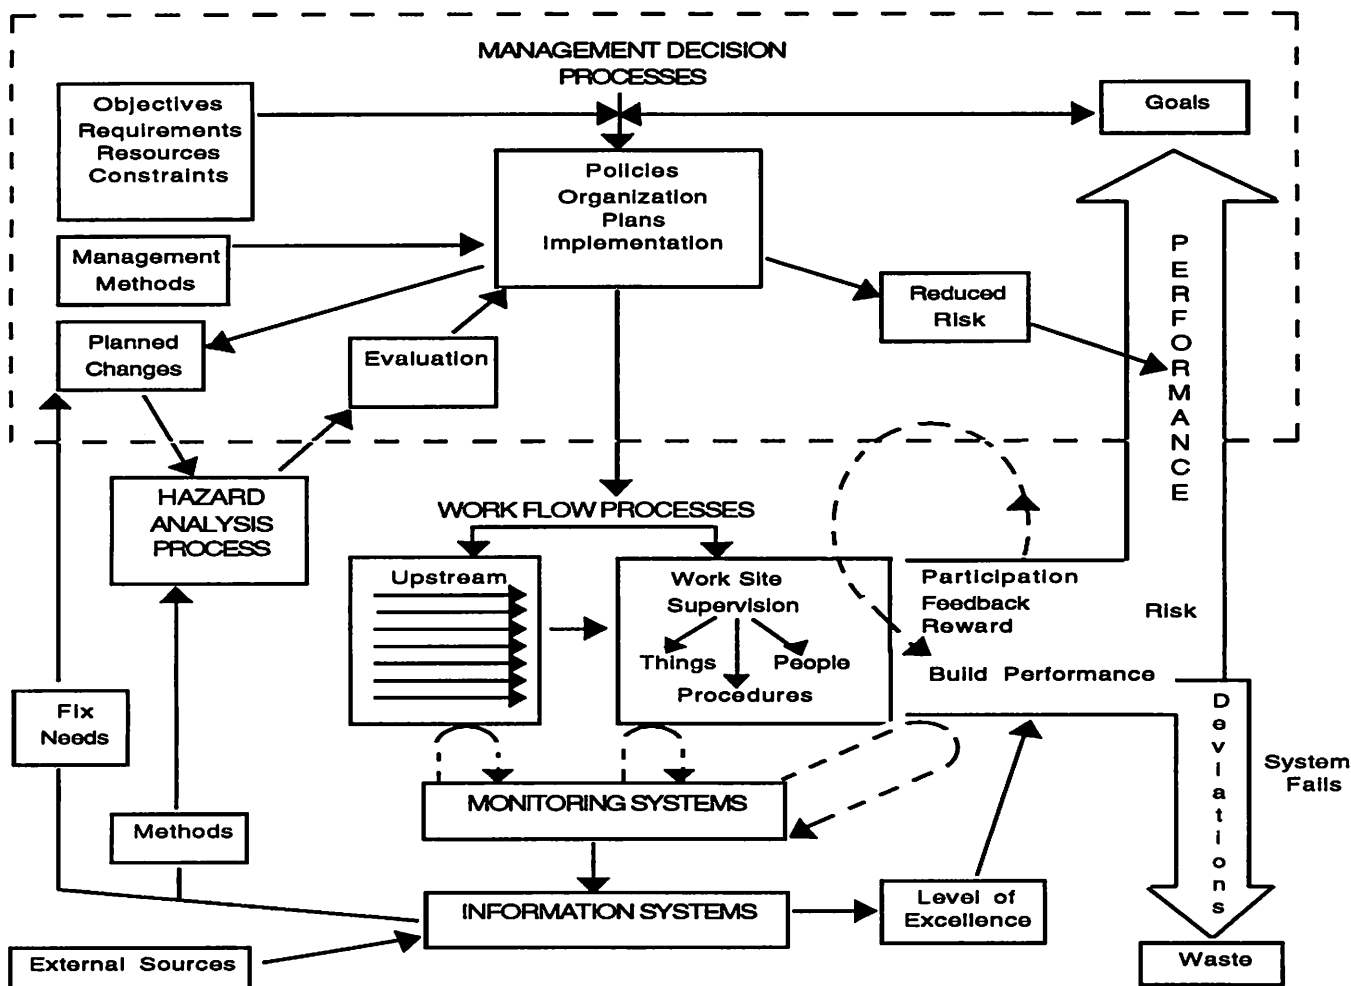 MANAGEMENT DECISION
PROCESSES
Objectives
Requirements
Resources
Constraints
Goals
Policies
Organization
Plans
Implementation
Management
Methods
Reduced
Risk
Planned
Changes
Evaluation
PERFORMANCE
HAZARD
ANALYSIS
PROCESS
WORK FLOW PROCESSES
Upstream
Work Site
Supervision
Things
People
Procedures
Participation
Feedback
Reward
Risk
Build Performance
Fix
Needs
Deviations
System
Fails
MONITORING SYSTEMS
Methods
INFORMATION SYSTEMS
Level of
Excellence
External Sources
Waste